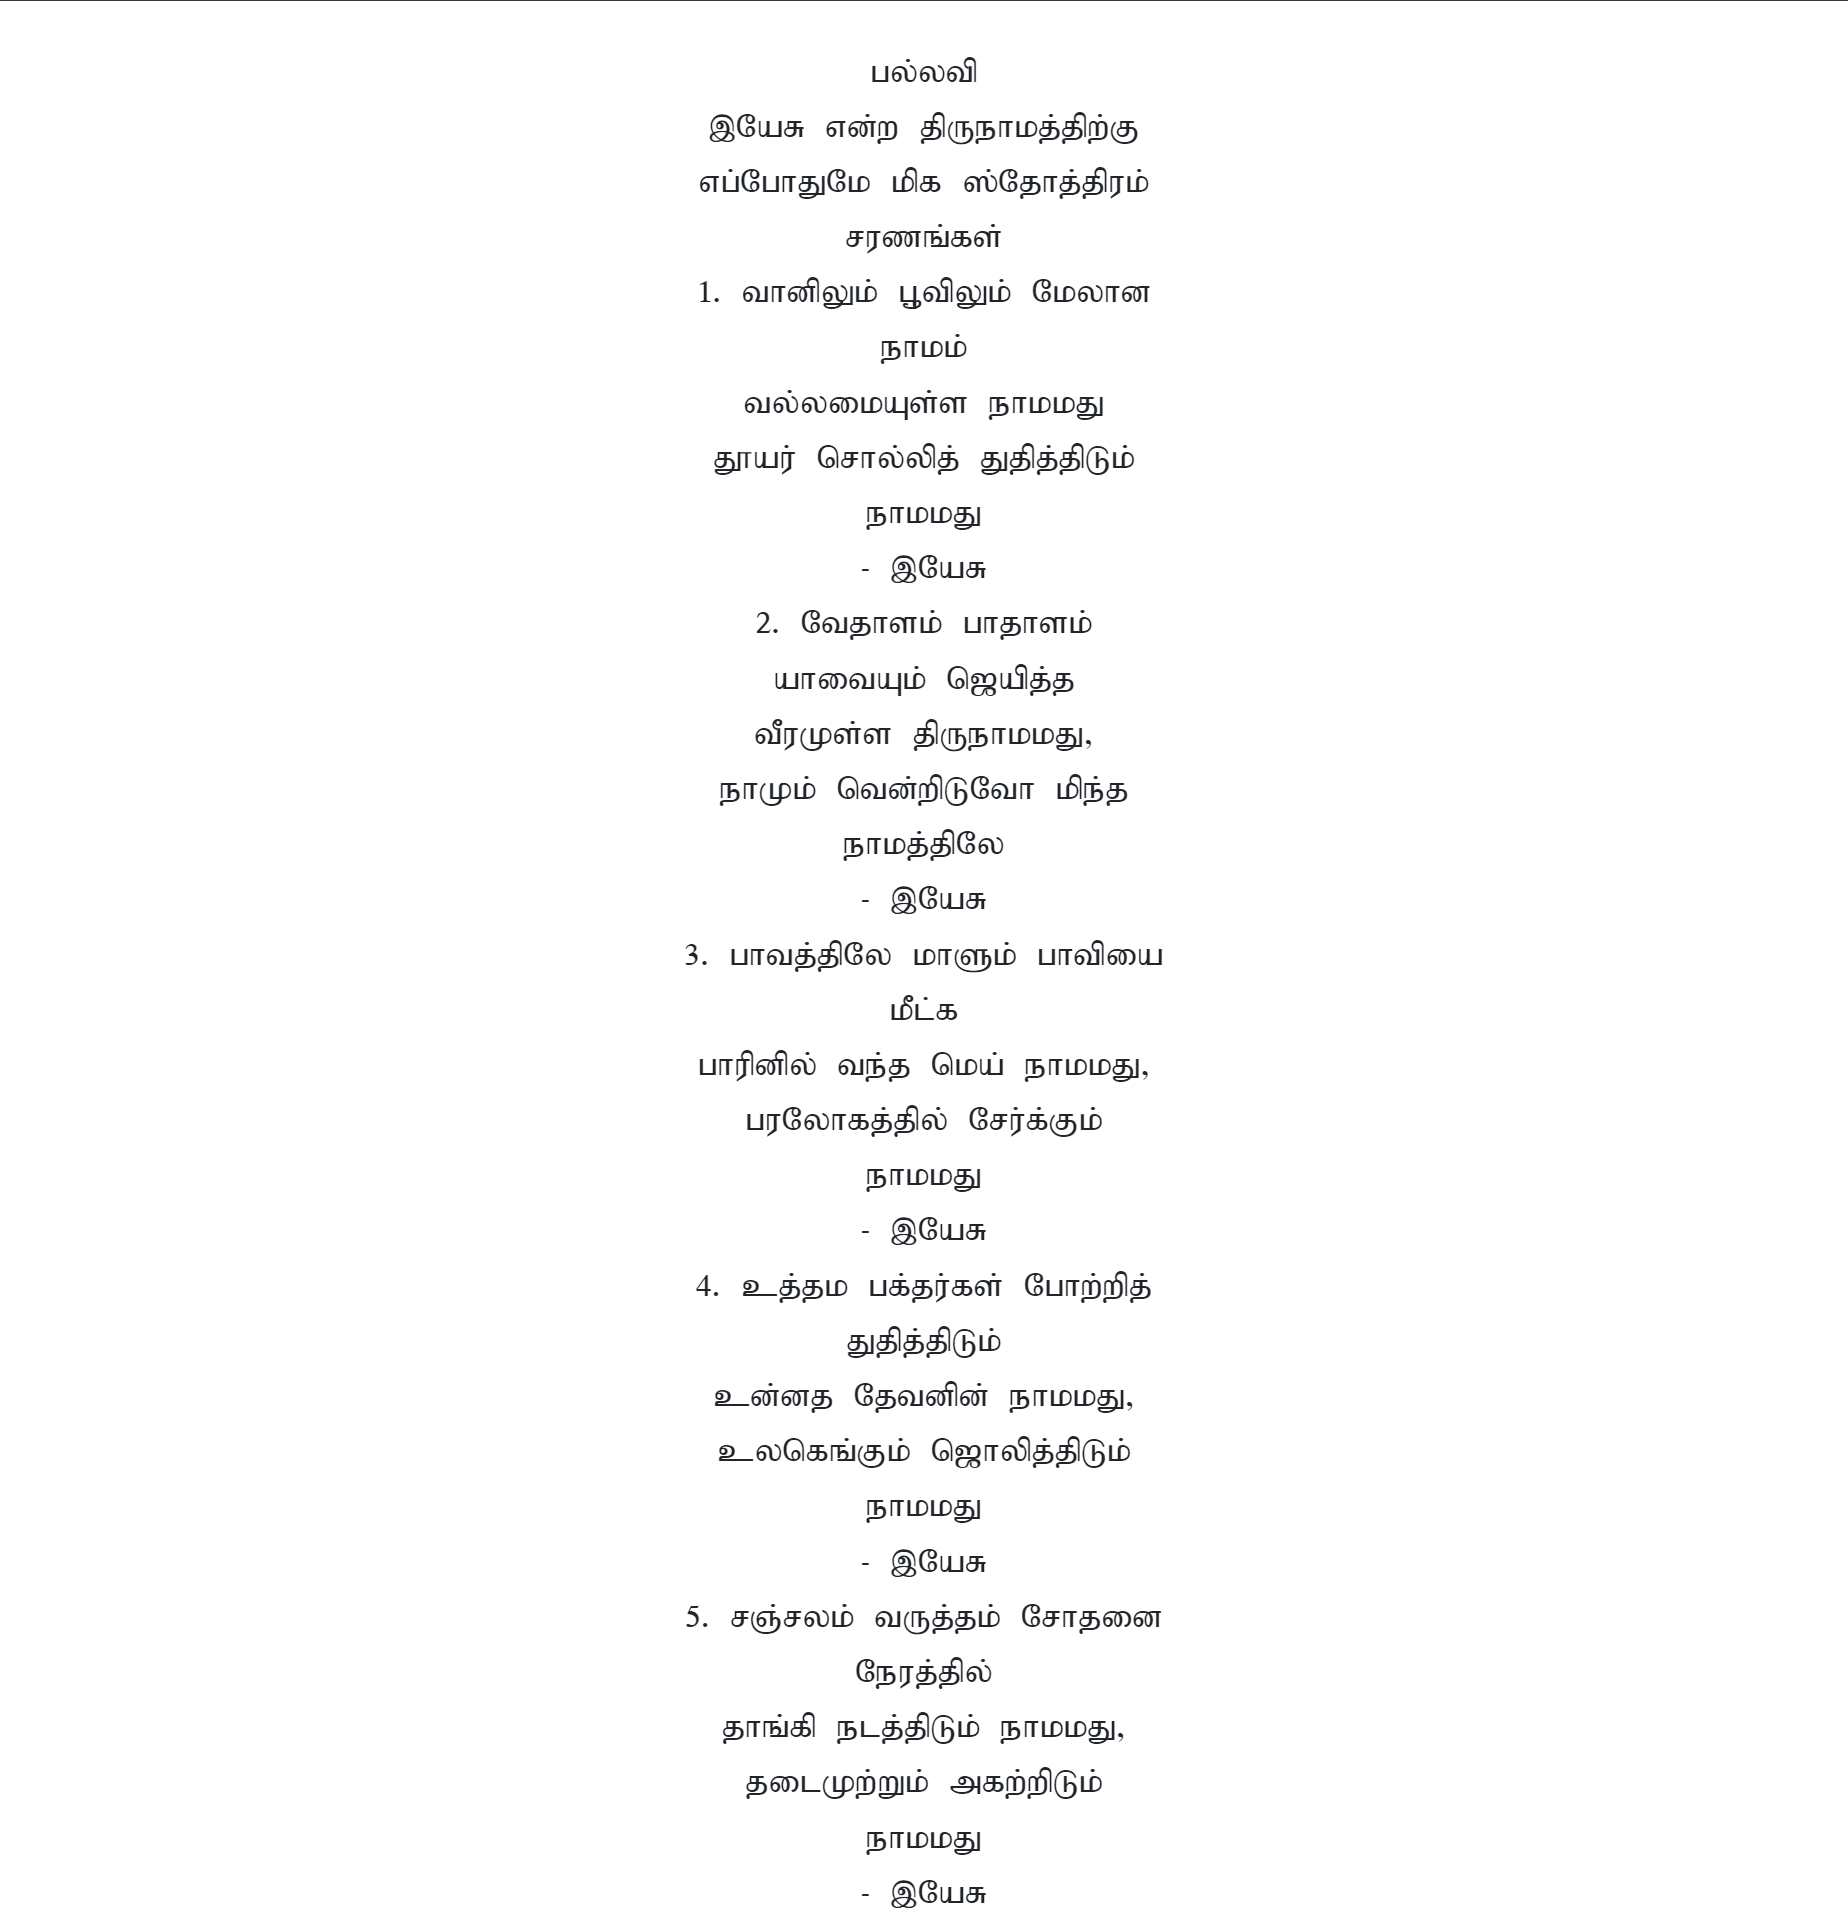 பல்லவி
இயேசு என்ற திருநாமத்திற்கு
எப்போதுமே மிக ஸ்தோத்திரம்
சரணங்கள்
1. வானிலும் பூவிலும் மேலான
நாமம்
வல்லமையுள்ள நாமமது
தூயர் சொல்லித் துதித்திடும்
நாமமது
- இயேசு
2. வேதாளம் பாதாளம்
யாவையும் ஜெயித்த
வீரமுள்ள திருநாமமது,
நாமும் வென்றிடுவோ மிந்த
நாமத்திலே
- இயேசு
3. பாவத்திலே மாளும் பாவியை
மீட்க
பாரினில் வந்த மெய் நாமமது,
பரலோகத்தில் சேர்க்கும்
நாமமது
- இயேசு
4. உத்தம பக்தர்கள் போற்றித்
துதித்திடும்
உன்னத தேவனின் நாமமது,
உலகெங்கும் ஜொலித்திடும்
நாமமது
- இயேசு
5. சஞ்சலம் வருத்தம் சோதனை
நேரத்தில்
தாங்கி நடத்திடும் நாமமது,
தடைமுற்றும் அகற்றிடும்
நாமமது
- இயேசு